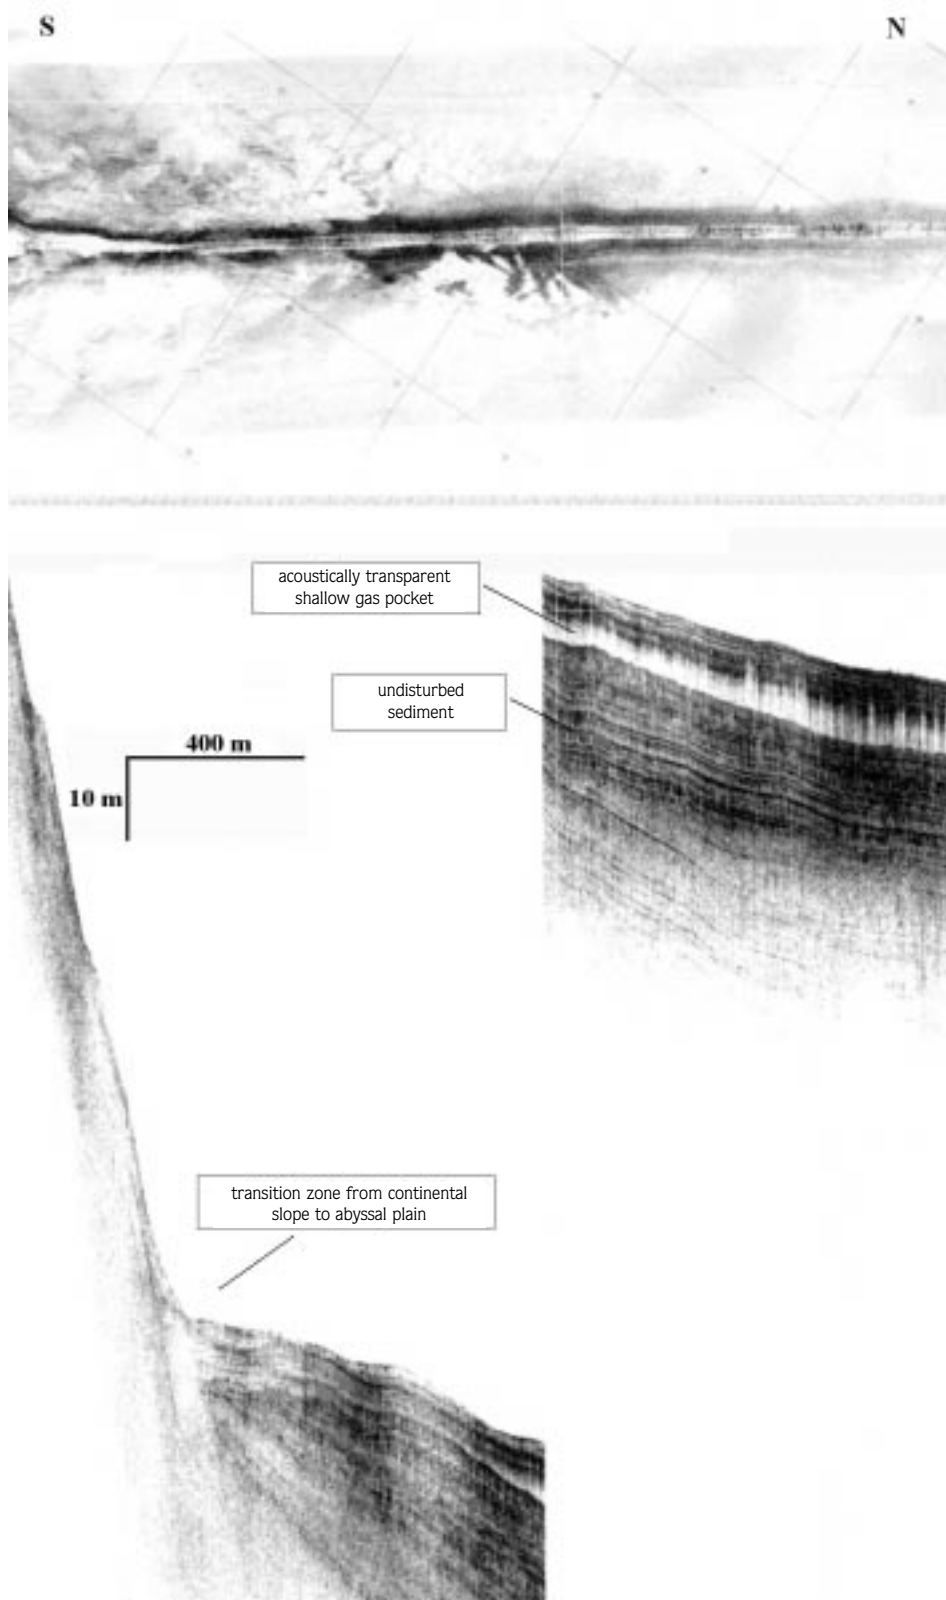 S
N
acoustically transparent
shallow gas pocket
undisturbed
sediment
400 m
10 m
transition zone from continental
slope to abyssal plain